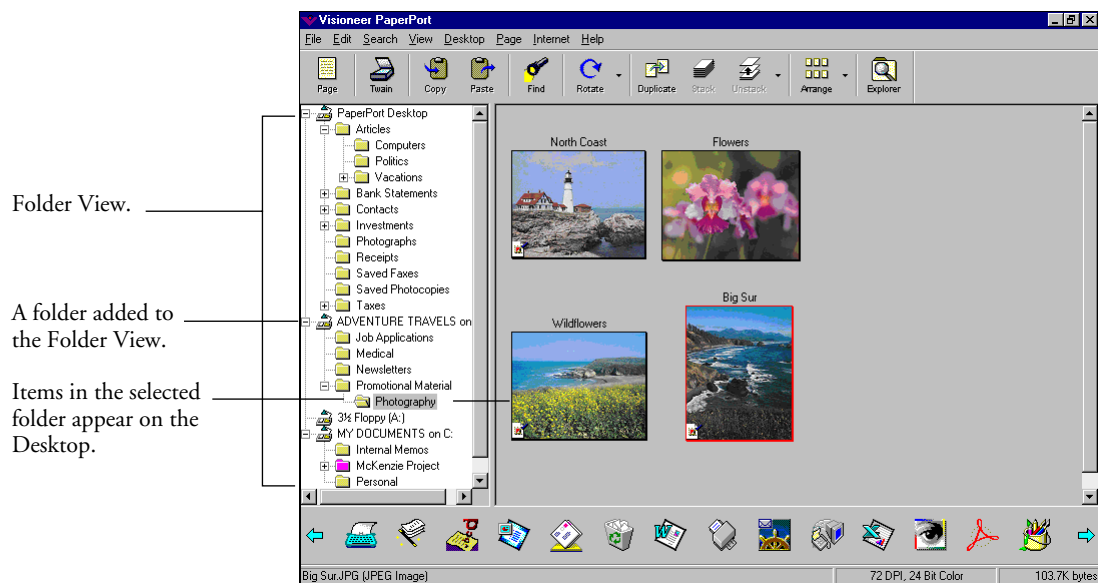 Visioneer PaperPort
File Edit Search View Desktop Page Internet Help
Page Twain Copy Paste Find Rotate Duplicate Stack Unstack Arrange Explorer
PaperPort Desktop
Articles
Computers
Politics
Vacations
Bank Statements
Contacts
Investments
Photographs
Receipts
Saved Faxes
Saved Photocopies
Taxes
ADVENTURE TRAVELS on
Job Applications
Medical
Newsletters
Promotional Material
Photography
3½ Floppy (A:)
MY DOCUMENTS on C:
Internal Memos
McKenzie Project
Personal
North Coast
Flowers
Wildflowers
Big Sur
Big Sur.JPG (JPEG Image)
72 DPI, 24 Bit Color
103.7K bytes
Folder View.
A folder added to
the Folder View.
Items in the selected
folder appear on the
Desktop.